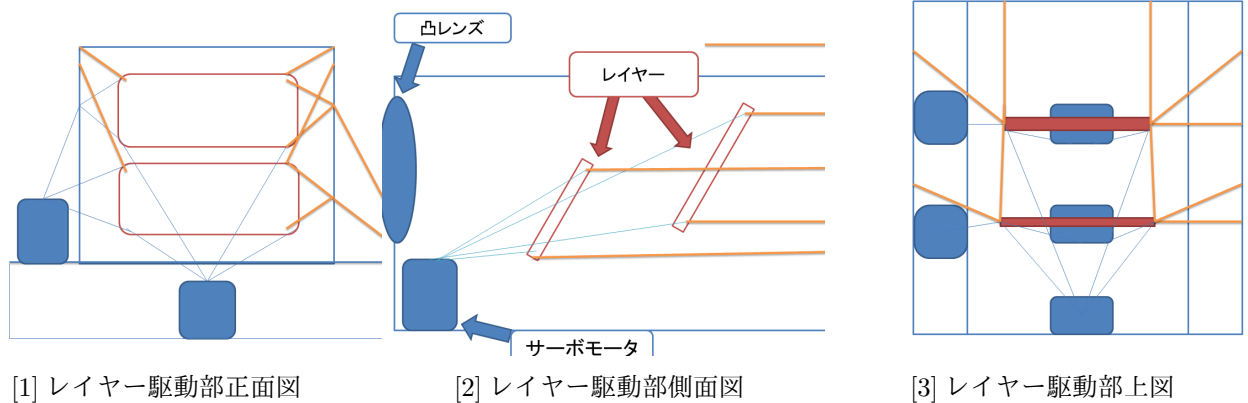 凸レンズ
レイヤー
サーボモータ
[1] レイヤー駆動部正面図
[2] レイヤー駆動部側面図
[3] レイヤー駆動部上図